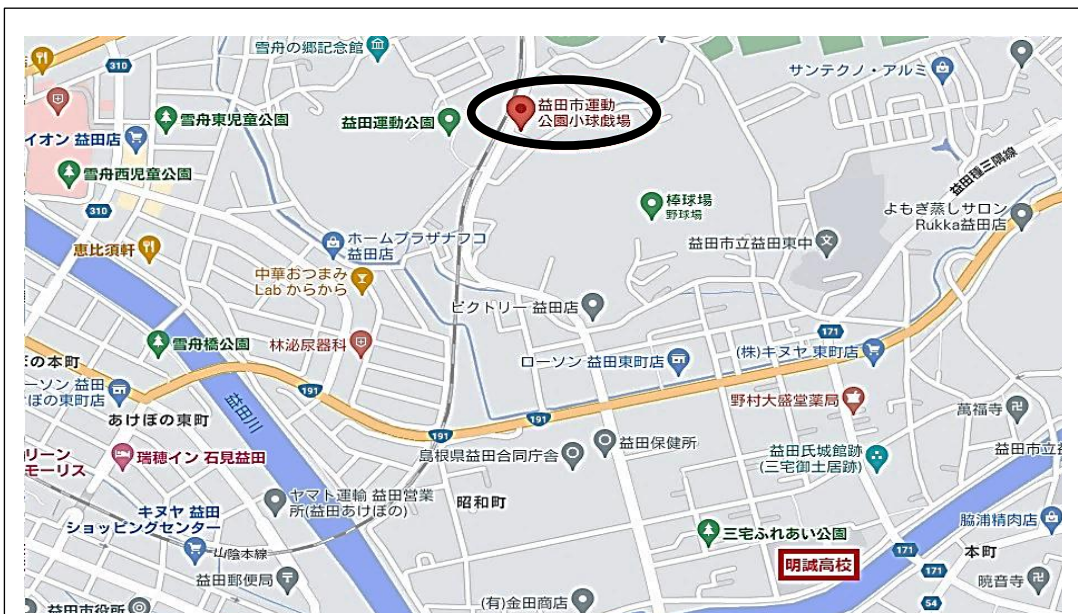 雪舟の郷記念館
310
サンテクノ・アルミ
益田市運動
公園小球戯場
雪舟東児童公園
益田運動公園
イオン 益田店
雪舟西児童公園
益田種三隅線
棒球場
野球場
よもぎ蒸しサロン
Rukka益田店
310
恵比須軒
ホームプラザナフコ
益田店
益田市立益田東中
中華おつまみ
Lab からから
ビクトリー 益田店
171
雪舟橋公園
林泌尿器科
ローソン 益田東町店
(株)キヌヤ 東町店
ぼの本町
ーソン 益田
ぼの東町店
191
野村大盛堂薬局
あけぼの東町
益田川
191
191
萬福寺
益田保健所
島根県益田合同庁舎
益田氏城館跡
(三宅御土居跡)
益田市立
リーン
モーリス
瑞穂イン 石見益田
ヤマト運輸 益田営業
所(益田あけぼの)
昭和町
キヌヤ 益田
ショッピングセンター
三宅ふれあい公園
脇浦精肉店
山陰本線
明誠高校
171
本町
益田郵便局
171
暁音寺
(有)金田商店
54
益田市役所